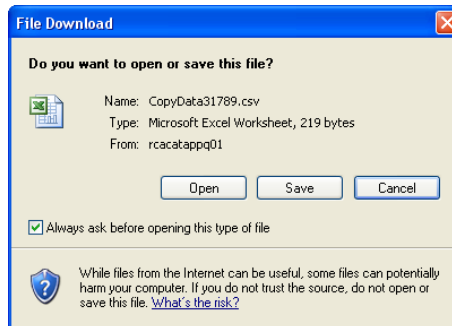 File Download
Do you want to open or save this file?
Name: CopyData31789.csv
Type: Microsoft Excel Worksheet, 219 bytes
From: rcacatappq01
Open Save Cancel
Always ask before opening this type of file
While files from the Internet can be useful, some files can potentially
harm your computer. If you do not trust the source, do not open or
save this file. What's the risk?